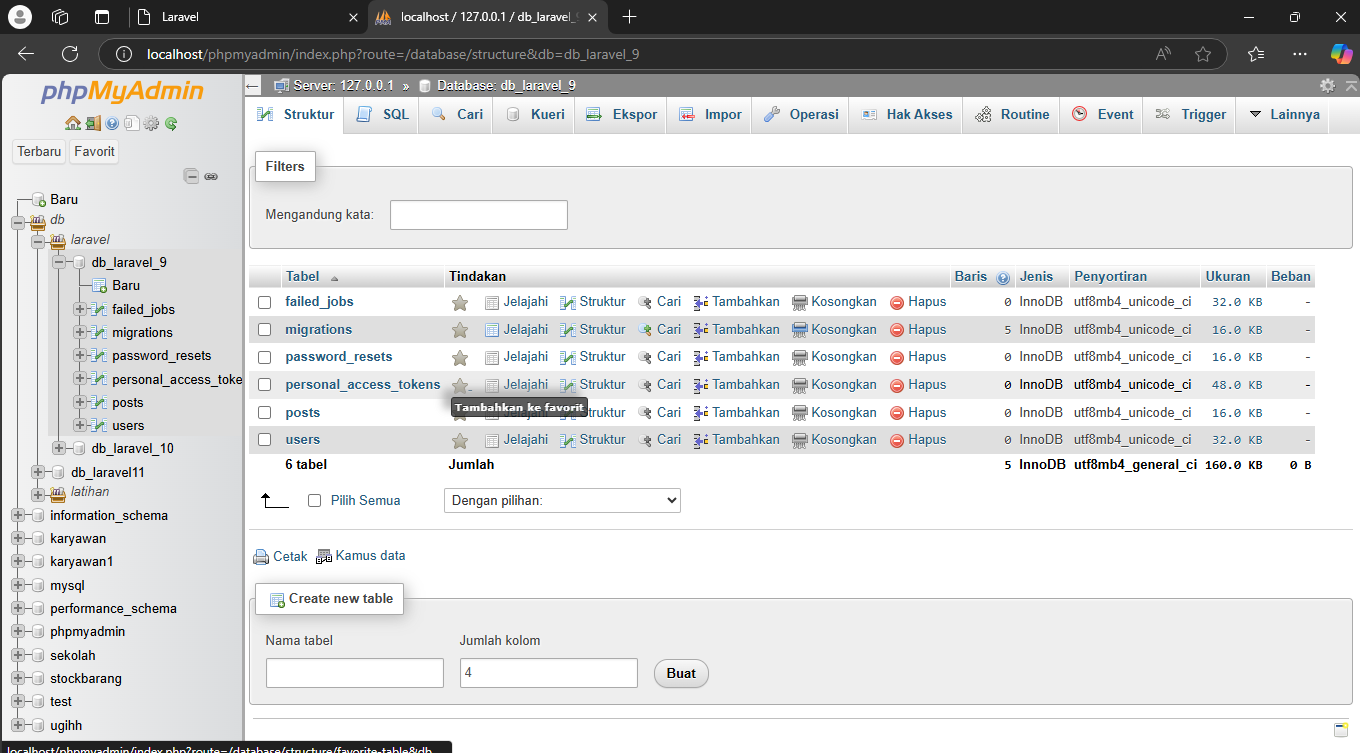 Laravel
localhost / 127.0.0.1 / db_laravel_9
localhost/phpmyadmin/index.php?route=/database/structure&db=db_laravel_9
phpMyAdmin
Terbaru Favorit
Baru
db
laravel
db_laravel_9
Baru
failed_jobs
migrations
password_resets
personal_access_toke
posts
users
db_laravel_10
db_laravel11
latihan
information_schema
karyawan
karyawan1
mysql
performance_schema
phpmyadmin
sekolah
stockbarang
test
ugihh
Server: 127.0.0.1 » Database: db_laravel_9
Struktur SQL Cari Kueri Ekspor Impor Operasi Hak Akses Routine Event Trigger Lainnya
Filters
Mengandung kata:
Tabel Tindakan Baris Jenis Penyortiran Ukuran Beban
failed_jobs Jelajahi Struktur Cari Tambahkan Kosongkan Hapus 0 InnoDB utf8mb4_unicode_ci 32.0 KB -
migrations Jelajahi Struktur Cari Tambahkan Kosongkan Hapus 5 InnoDB utf8mb4_unicode_ci 16.0 KB -
password_resets Jelajahi Struktur Cari Tambahkan Kosongkan Hapus 0 InnoDB utf8mb4_unicode_ci 16.0 KB -
personal_access_tokens Jelajahi Struktur Cari Tambahkan Kosongkan Hapus 0 InnoDB utf8mb4_unicode_ci 48.0 KB -
Tambahkan ke favorit
posts Jelajahi Struktur Cari Tambahkan Kosongkan Hapus 0 InnoDB utf8mb4_unicode_ci 16.0 KB -
users Jelajahi Struktur Cari Tambahkan Kosongkan Hapus 0 InnoDB utf8mb4_unicode_ci 32.0 KB -
6 tabel Jumlah 5 InnoDB utf8mb4_general_ci 160.0 KB 0 B
Pilih Semua Dengan pilihan:
Cetak Kamus data
Create new table
Nama tabel Jumlah kolom
4 Buat
localhost/phpmyadmin/index.php?route=/database/structure/favorite-table&db...